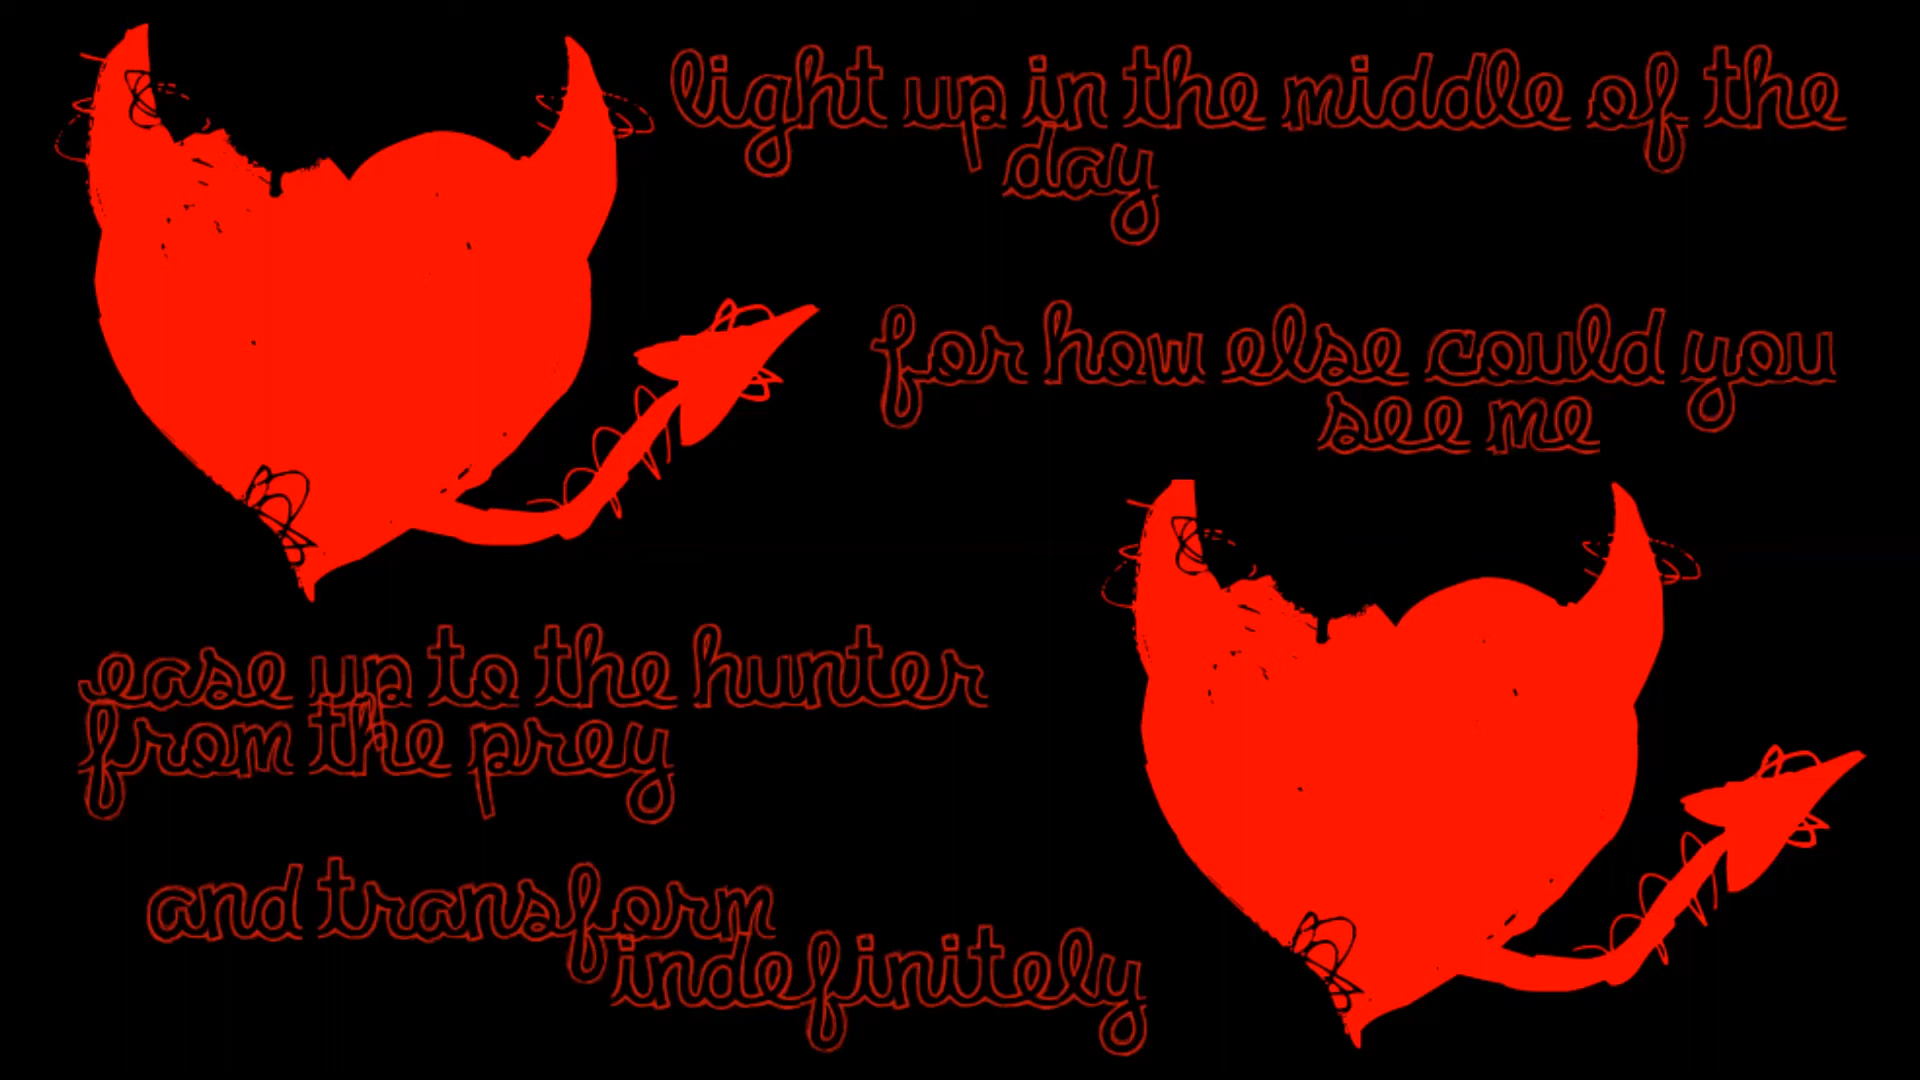 light up in the middle of the
day
for how else could you
see me
ease up to the hunter
from the prey
and transform
indefinitely